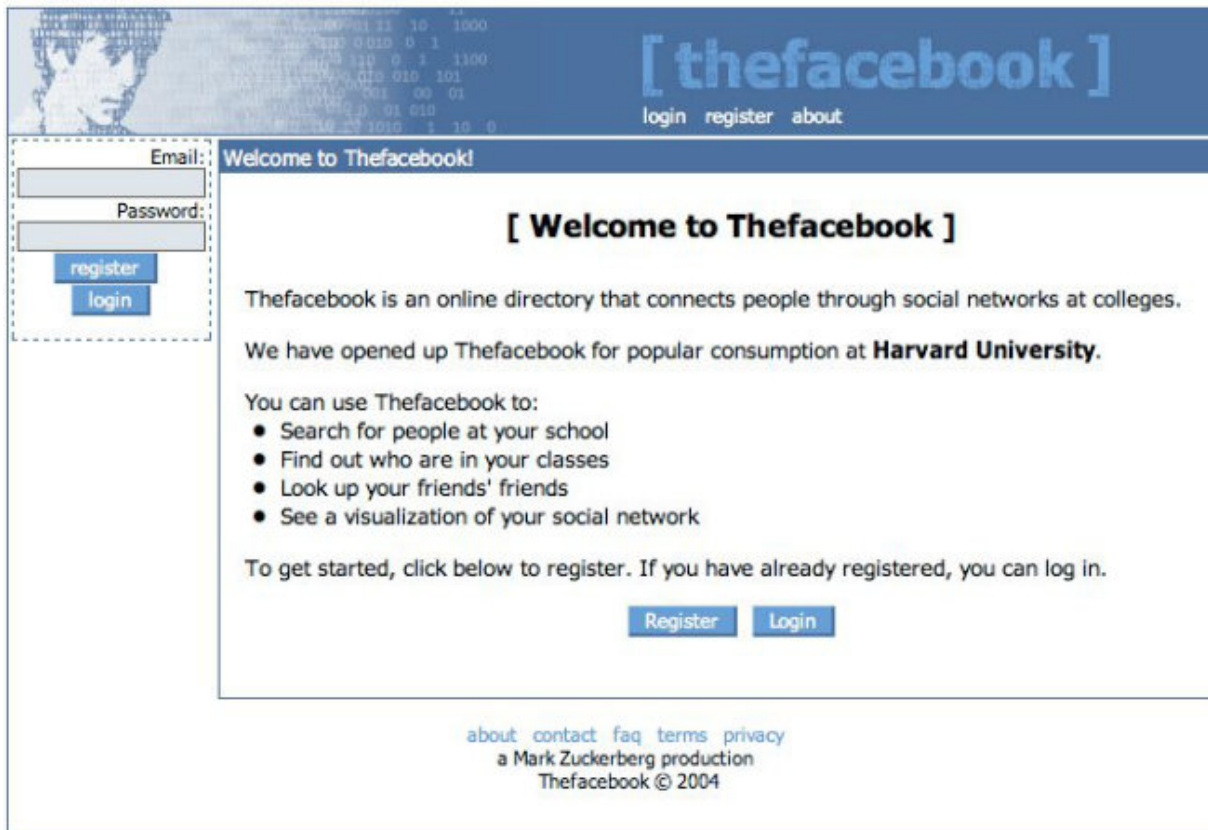 [ thefacebook ]
login register about
Email:
Password:
register
login
Welcome to Thefacebook!
[ Welcome to Thefacebook ]
Thefacebook is an online directory that connects people through social networks at colleges.
We have opened up Thefacebook for popular consumption at Harvard University.
You can use Thefacebook to:
• Search for people at your school
• Find out who are in your classes
• Look up your friends' friends
• See a visualization of your social network
To get started, click below to register. If you have already registered, you can log in.
Register Login
about contact faq terms privacy
a Mark Zuckerberg production
Thefacebook © 2004